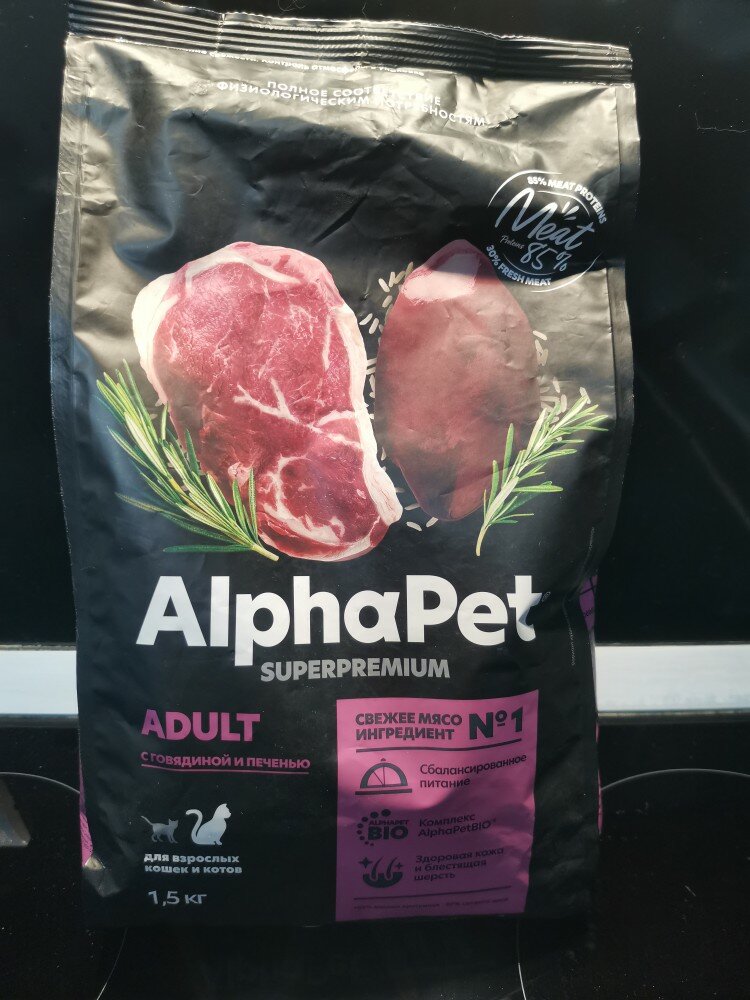 ПОЛНОЕ СООТВЕТСТВИЕ
ФИЗИОЛОГИЧЕСКИМ ПОТРЕБНОСТЯМ
85% MEAT PROTEINS
Meat
Proteins 85%
30% FRESH MEAT
AlphaPet®
SUPERPREMIUM
ADULT
С ГОВЯДИНОЙ И ПЕЧЕНЬЮ
для взрослых
кошек и котов
1,5 кг
СВЕЖЕЕ МЯСО
ИНГРЕДИЕНТ №1
Сбалансированное
питание
ALPHAPET
BIO
Комплекс
AlphaPetBIO®
Здоровая кожа
и блестящая
шерсть